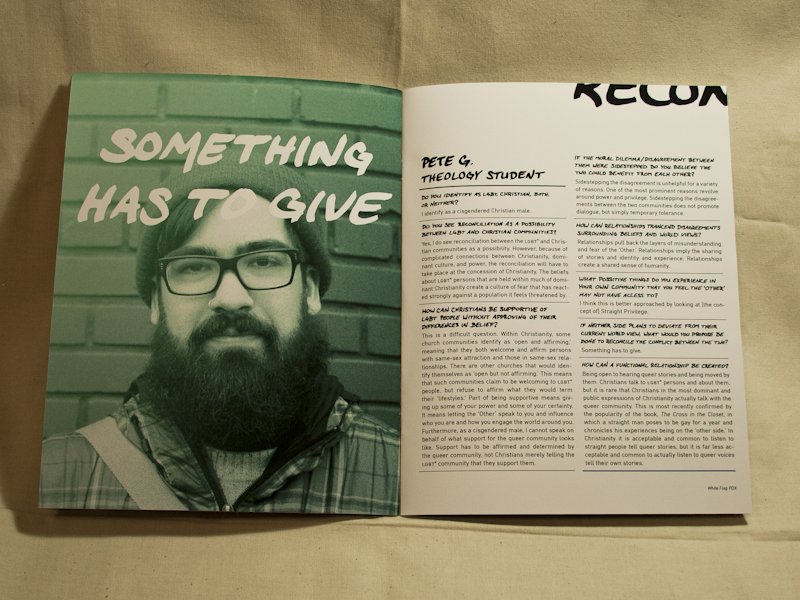 SOMETHING
HAS TO GIVE
RECON
PETE G.
THEOLOGY STUDENT
DO YOU IDENTIFY AS LGBT, CHRISTIAN, BOTH,
OR NEITHER?
I identify as a cisgendered Christian male.
DO YOU SEE RECONCILIATION AS A POSSIBILITY
BETWEEN LGBT AND CHRISTIAN COMMUNITIES?
Yes, I do see reconciliation between the LGBT* and Chris-
tian communities as a possibility. However, because of
complicated connections between Christianity, domi-
nant culture, and power, the reconciliation will have to
take place at the concession of Christianity. The beliefs
about LGBT* persons that are held within much of domi-
nant Christianity create a culture of fear that has react-
ed strongly against a population it feels threatened by.
HOW CAN CHRISTIANS BE SUPPORTIVE OF
LGBT PEOPLE WITHOUT APPROVING OF THEIR
DIFFERENCES IN BELIEF?
This is a difficult question. Within Christianity, some
church communities identify as 'open and affirming,'
meaning that they both welcome and affirm persons
with same-sex attraction and those in same-sex rela-
tionships. There are other churches that would iden-
tify themselves as 'open but not affirming.' This means
that such communities claim to be welcoming to LGBT*
people, but refuse to affirm what they would term
their 'lifestyles.' Part of being supportive means giv-
ing up some of your power and some of your certainty.
It means letting the 'Other' speak to you and influence
who you are and how you engage the world around you.
Furthermore, as a cisgendered male, I cannot speak on
behalf of what support for the queer community looks
like. Support has to be affirmed and determined by
the queer community, not Christians merely telling the
LGBT* community that they support them.
IF THE MORAL DILEMMA/DISAGREEMENT BETWEEN
THEM WERE SIDESTEPPED DO YOU BELIEVE THE
TWO COULD BENEFIT FROM EACH OTHER?
Sidestepping the disagreement is unhelpful for a variety
of reasons. One of the most prominent reasons revolve
around power and privilege. Sidestepping the disagree-
ments between the two communities does not promote
dialogue, but simply temporary tolerance.
HOW CAN RELATIONSHIPS TRANCEND DISAGREEMENTS
SURROUNDING BELIEFS AND WORLD VIEWS?
Relationships pull back the layers of misunderstanding
and fear of the 'Other.' Relationships imply the sharing
of stories and identity and experience. Relationships
create a shared sense of humanity.
WHAT POSSITIVE THINGS DO YOU EXPERIENCE IN
YOUR OWN COMMUNITY THAT YOU FEEL THE 'OTHER'
MAY NOT HAVE ACCESS TO?
I think this is better approached by looking at [the con-
cept of] Straight Privilege.
IF NEITHER SIDE PLANS TO DEVIATE FROM THEIR
CURRENT WORLD VIEW, WHAT WOULD YOU PROPOSE BE
DONE TO RECONCILE THE CONFLICT BETWEEN THE TWO?
Something has to give.
HOW CAN A FUNCTIONAL RELATIONSHIP BE CREATED?
Being open to hearing queer stories and being moved by
them. Christians talk to LGBT* persons and about them,
but it is rare that Christians in the most dominant and
public expressions of Christianity actually talk with the
queer community. This is most recently confirmed by
the popularity of the book, The Cross in the Closet, in
which a straight man poses to be gay for a year and
chronicles his experiences being on the 'other side.' In
Christianity it is acceptable and common to listen to
straight people tell queer stories, but it is far less ac-
ceptable and common to actually listen to queer voices
tell their own stories.
White Flag